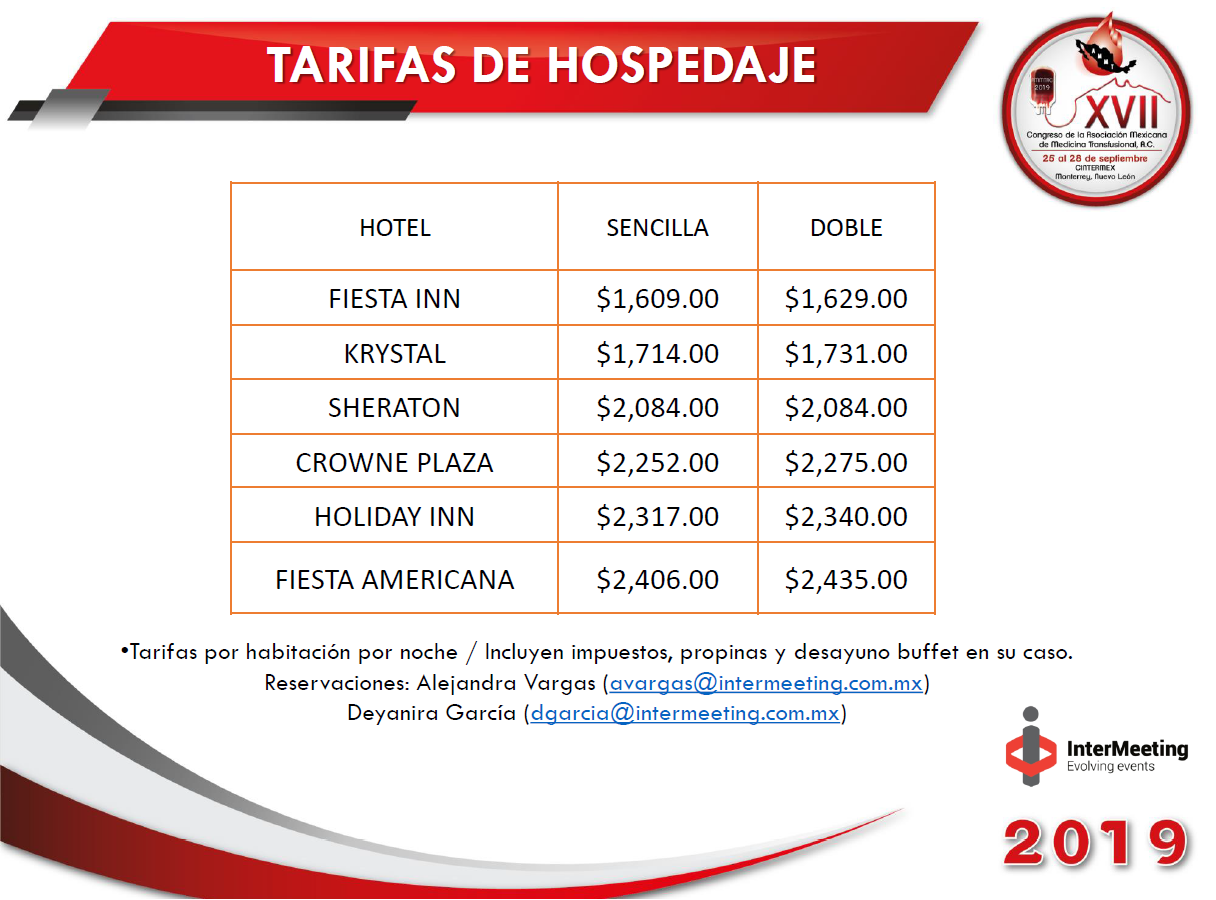 TARIFAS DE HOSPEDAJE
AMMTAC
2019
XVII
Congreso de la Asociación Mexicana
de Medicina Transfusional, A.C.
25 al 28 de septiembre
CINTERMEX
Monterrey, Nuevo León
HOTEL SENCILLA DOBLE
FIESTA INN $1,609.00 $1,629.00
KRYSTAL $1,714.00 $1,731.00
SHERATON $2,084.00 $2,084.00
CROWNE PLAZA $2,252.00 $2,275.00
HOLIDAY INN $2,317.00 $2,340.00
FIESTA AMERICANA $2,406.00 $2,435.00
•Tarifas por habitación por noche / Incluyen impuestos, propinas y desayuno buffet en su caso.
Reservaciones: Alejandra Vargas (avargas@intermeeting.com.mx)
Deyanira García (dgarcia@intermeeting.com.mx)
InterMeeting
Evolving events
2019